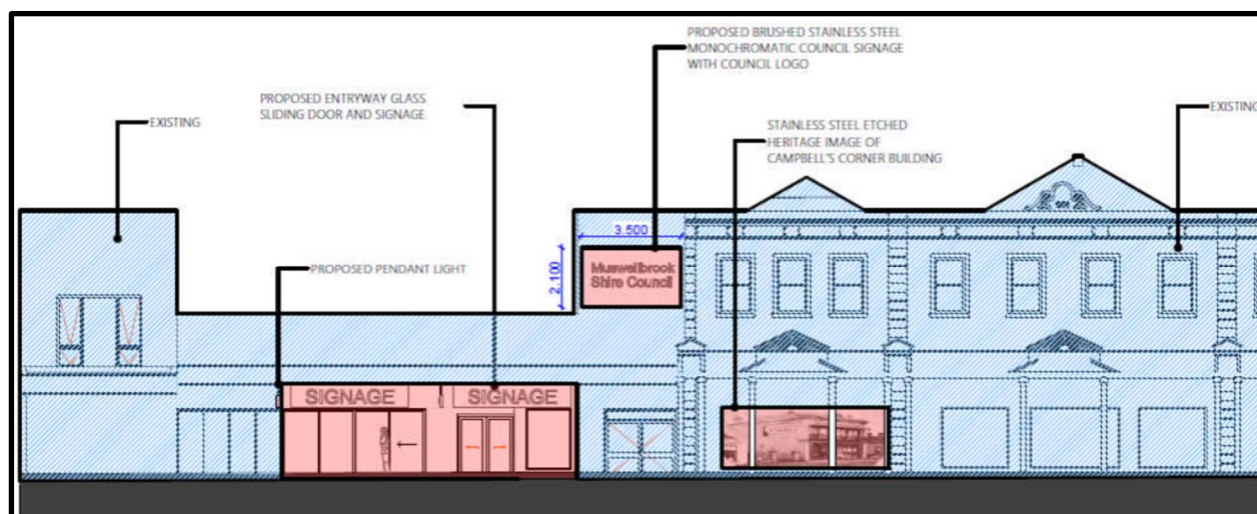 PROPOSED BRUSHED STAINLESS STEEL
MONOCHROMATIC COUNCIL SIGNAGE
WITH COUNCIL LOGO
PROPOSED ENTRYWAY GLASS
SLIDING DOOR AND SIGNAGE
EXISTING
STAINLESS STEEL ETCHED
HERITAGE IMAGE OF
CAMPBELL'S CORNER BUILDING
EXISTING
3.500
2.100
Muswellbrook
Shire Council
PROPOSED PENDANT LIGHT
SIGNAGE
SIGNAGE